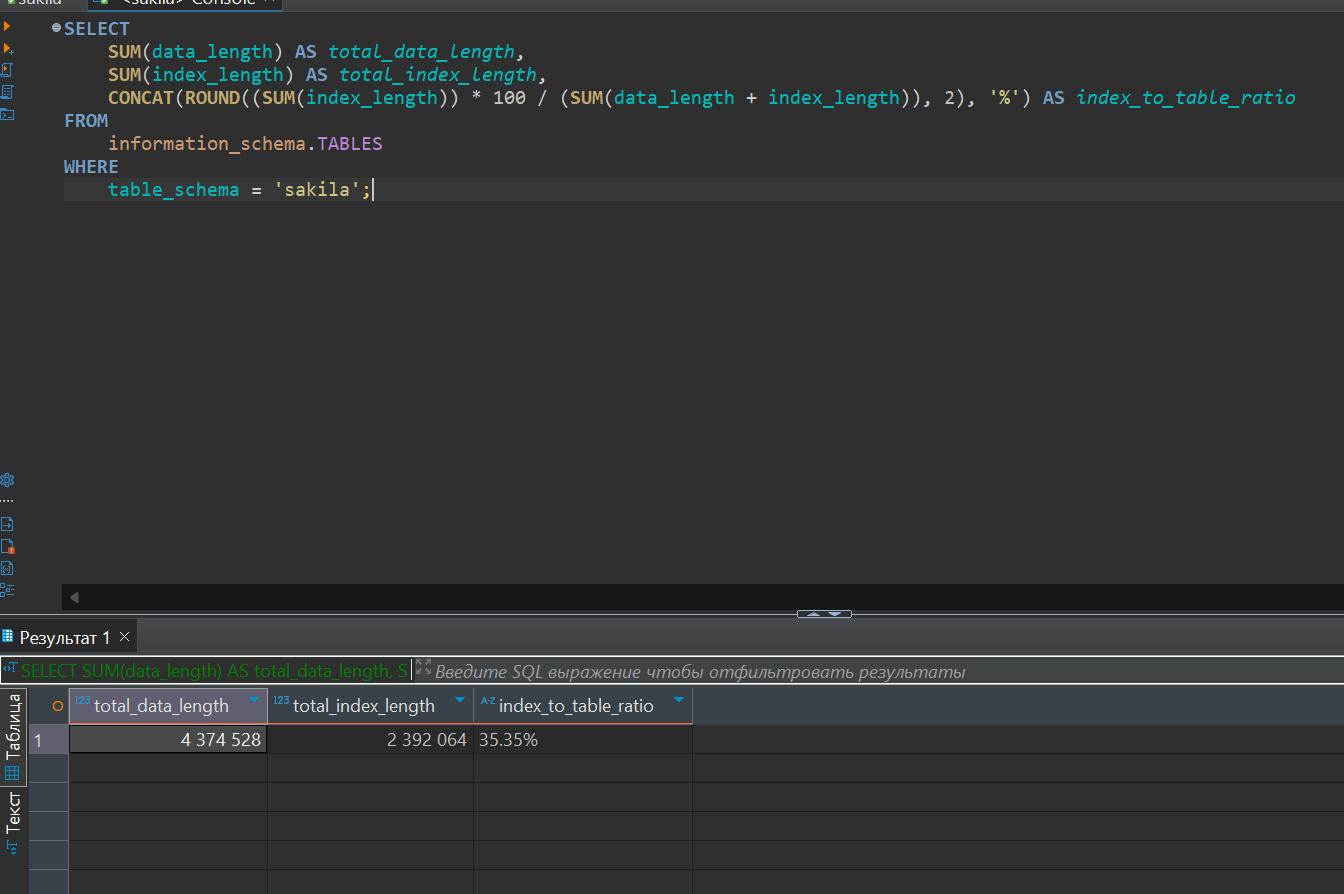 sakila
<sakila> Console
SELECT
SUM(data_length) AS total_data_length,
SUM(index_length) AS total_index_length,
CONCAT(ROUND((SUM(index_length)) * 100 / (SUM(data_length + index_length)), 2), '%') AS index_to_table_ratio
FROM
information_schema.TABLES
WHERE
table_schema = 'sakila';
Результат 1
SELECT SUM(data_length) AS total_data_length, S
Введите SQL выражение чтобы отфильтровать результаты
Таблица
Текст
123 total_data_length 123 total_index_length A-Z index_to_table_ratio
1 4 374 528 2 392 064 35.35%